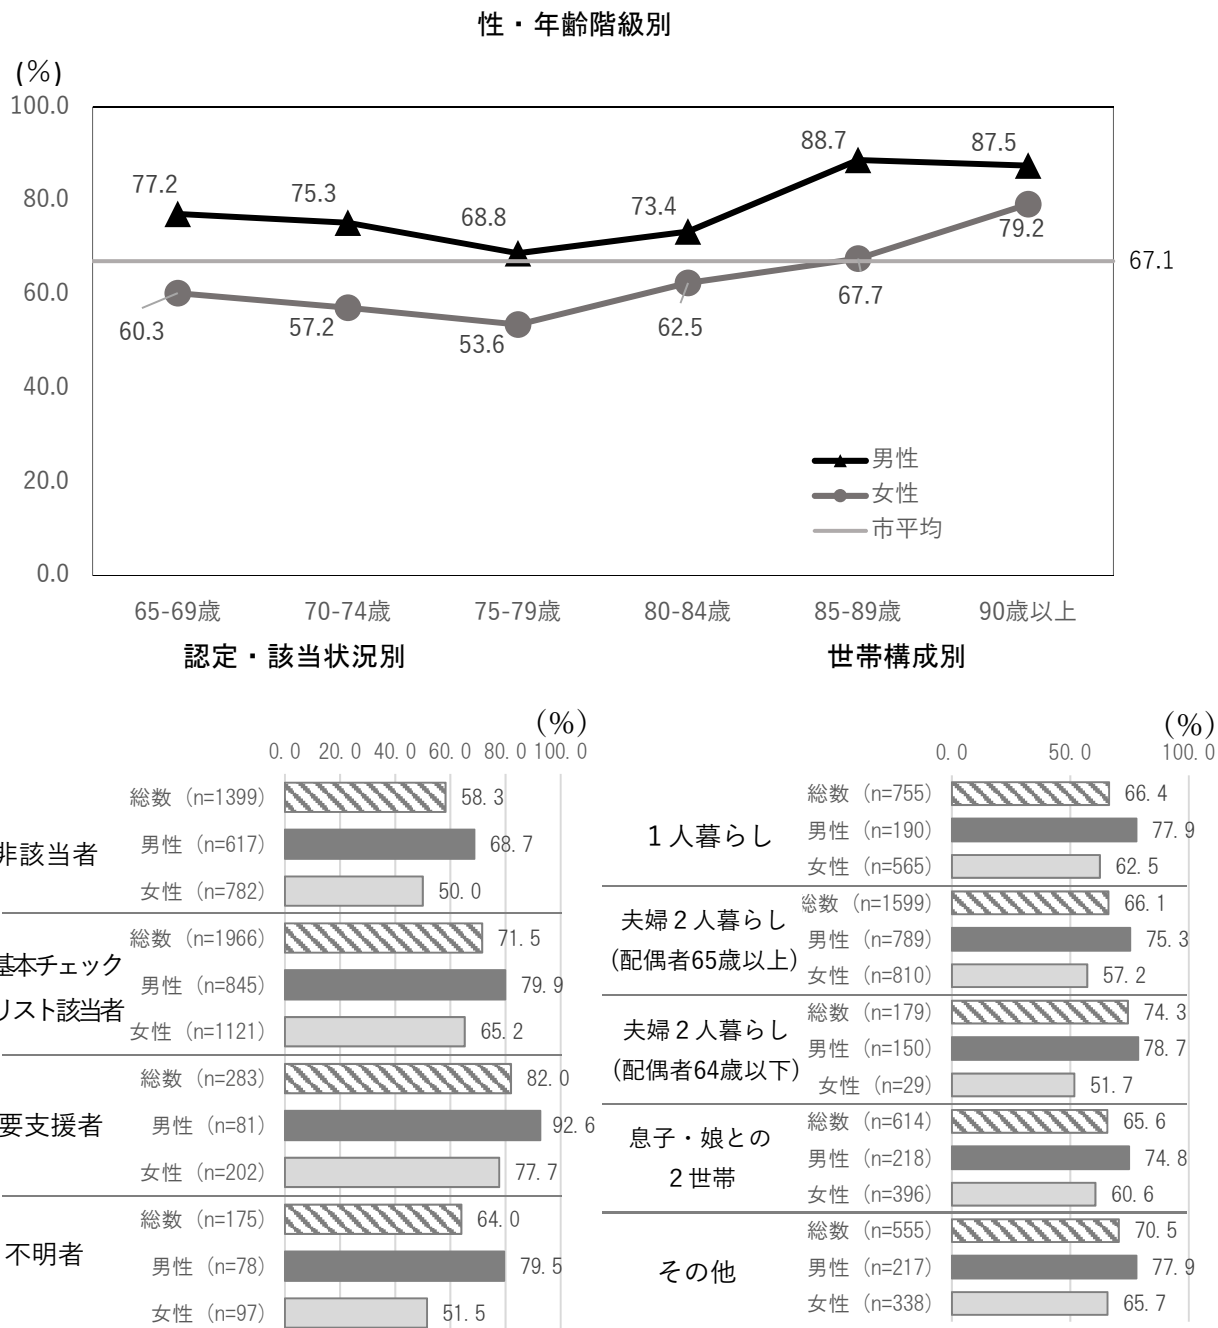 性・年齢階級別
(%)
100.0
80.0
60.0
40.0
20.0
0.0
77.2
75.3
68.8
73.4
88.7
87.5
60.3
57.2
53.6
62.5
67.7
79.2
67.1
男性
女性
市平均
65-69歳 70-74歳 75-79歳 80-84歳 85-89歳 90歳以上
認定・該当状況別
(%)
0.0 20.0 40.0 60.0 80.0 100.0
非該当者
総数（n=1399） 58.3
男性（n=617） 68.7
女性（n=782） 50.0
基本チェック
リスト該当者
総数（n=1966） 71.5
男性（n=845） 79.9
女性（n=1121） 65.2
要支援者
総数（n=283） 82.0
男性（n=81） 92.6
女性（n=202） 77.7
不明者
総数（n=175） 64.0
男性（n=78） 79.5
女性（n=97） 51.5
世帯構成別
(%)
0.0 50.0 100.0
１人暮らし
総数（n=755） 66.4
男性（n=190） 77.9
女性（n=565） 62.5
夫婦２人暮らし
(配偶者65歳以上)
総数（n=1599） 66.1
男性（n=789） 75.3
女性（n=810） 57.2
夫婦２人暮らし
(配偶者64歳以下)
総数（n=179） 74.3
男性（n=150） 78.7
女性（n=29） 51.7
息子・娘との
２世帯
総数（n=614） 65.6
男性（n=218） 74.8
女性（n=396） 60.6
その他
総数（n=555） 70.5
男性（n=217） 77.9
女性（n=338） 65.7